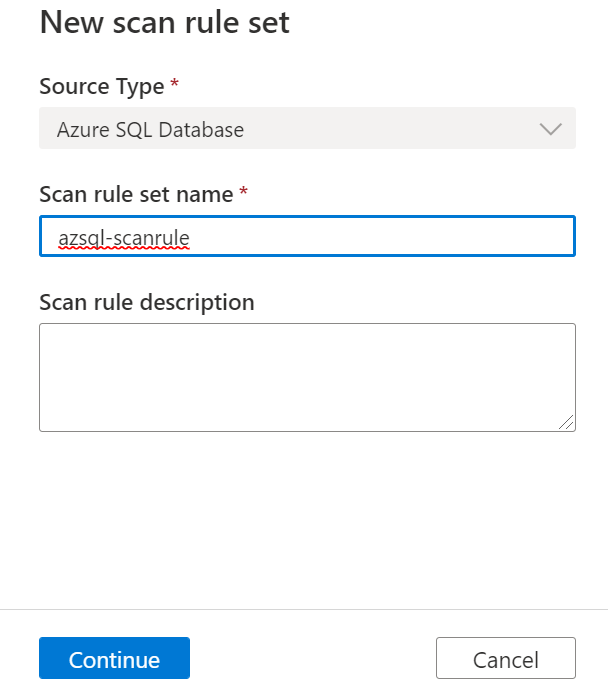 New scan rule set
Source Type *
Azure SQL Database
Scan rule set name *
azsql-scanrule
Scan rule description
Continue
Cancel